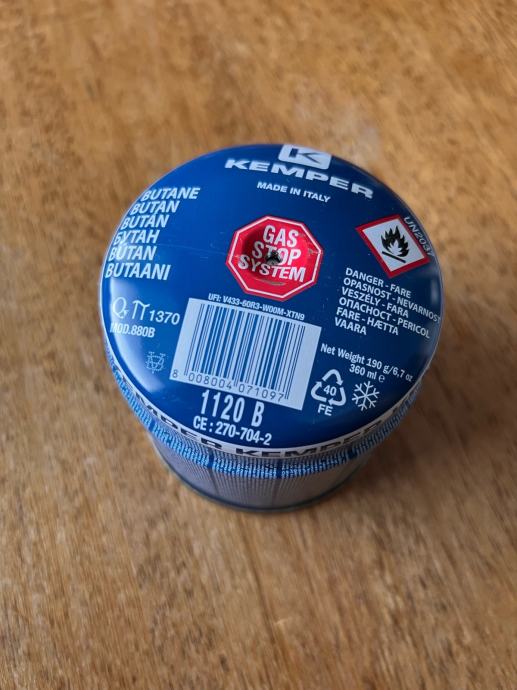 KEMPER
MADE IN ITALY
BUTANE
BUTAN
BUTÁN
БУТАН
BUTAN
BUTAANI
GAS
STOP
SYSTEM
UN2037
DANGER - FARE
OPASNOST - NEVARNOST
VESZÉLY - FARA
ОПАСНОСТ - PERICOL
FARE - HÆTTA
VAARA
1370
MOD.880B
UFI: V433-60R3-W00M-XTN9
8 008004 071097
Net Weight 190 g/6,7 oz
360 ml e
40
FE
1120 B
CE : 270-704-2
KEMPER